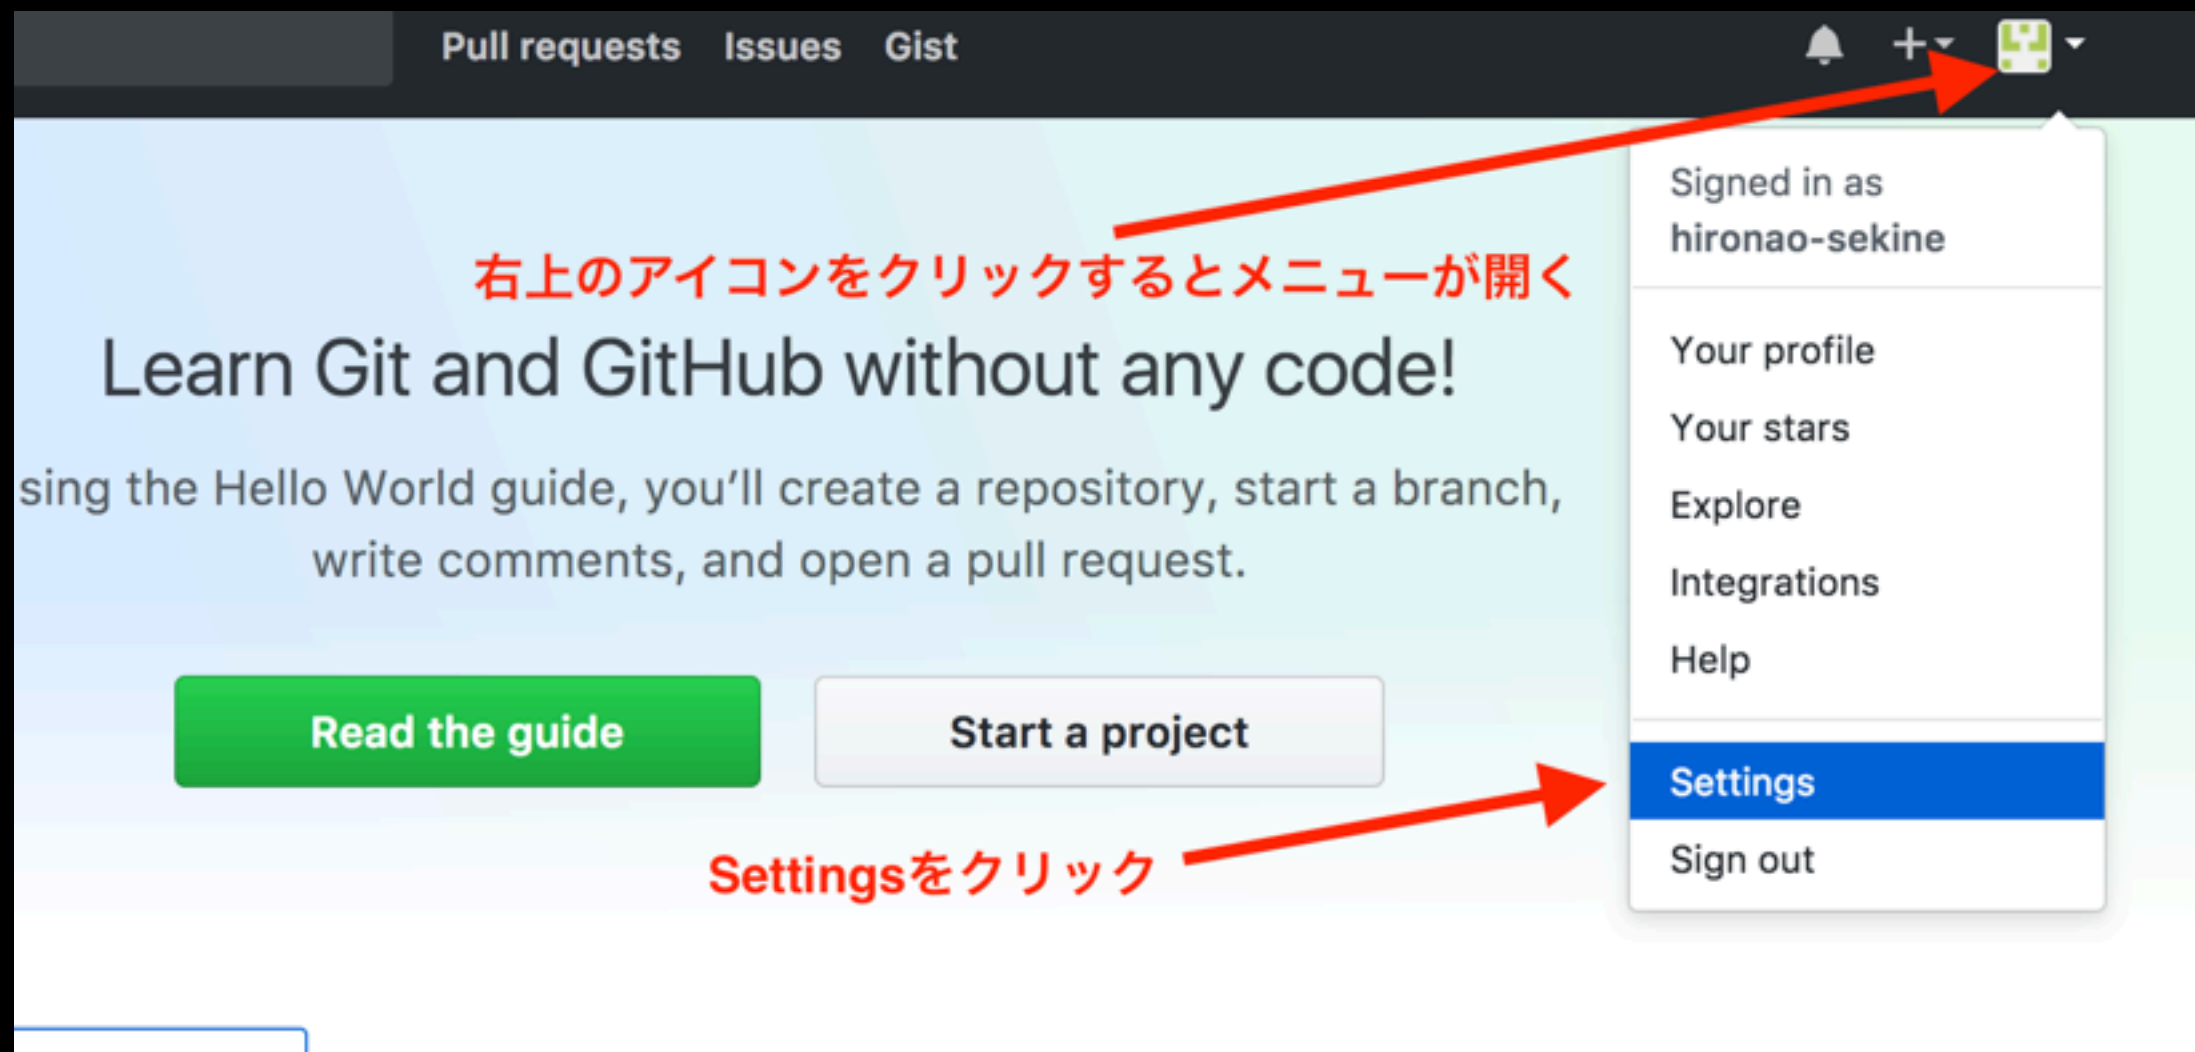 Pull requests Issues Gist
Signed in as
hironao-sekine
右上のアイコンをクリックするとメニューが開く
Learn Git and GitHub without any code!
sing the Hello World guide, you'll create a repository, start a branch,
write comments, and open a pull request.
Read the guide
Start a project
Your profile
Your stars
Explore
Integrations
Help
Settings
Sign out
Settingsをクリック